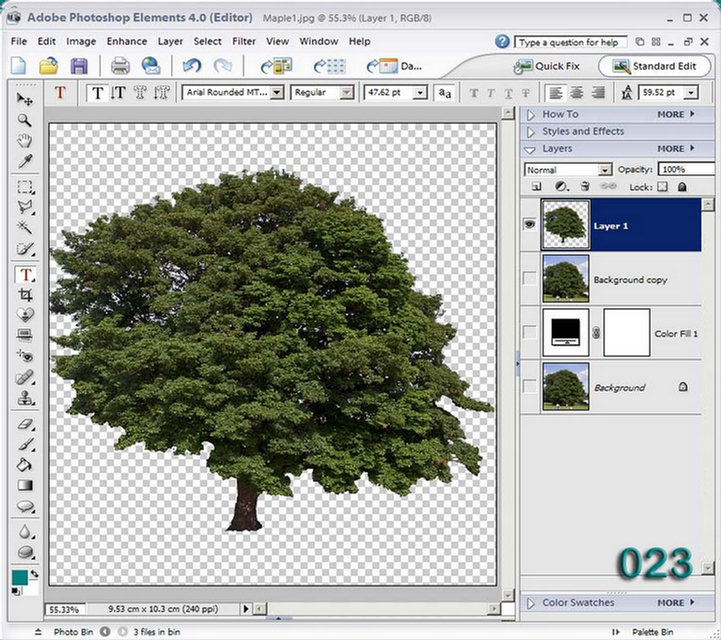 Adobe Photoshop Elements 4.0 (Editor) Maple1.jpg @ 55.3% (Layer 1, RGB/8)
File Edit Image Enhance Layer Select Filter View Window Help Type a question for help
Da... Quick Fix Standard Edit
T T T T T Arial Rounded MT... Regular 47.62 pt aa T T T T 59.52 pt
How To MORE
Styles and Effects
Layers MORE
Normal Opacity: 100%
Lock:
Layer 1
Background copy
T
Color Fill 1
Background
023
55.33% 9.53 cm x 10.3 cm (240 ppi)
Color Swatches MORE
Photo Bin 3 files in bin Palette Bin